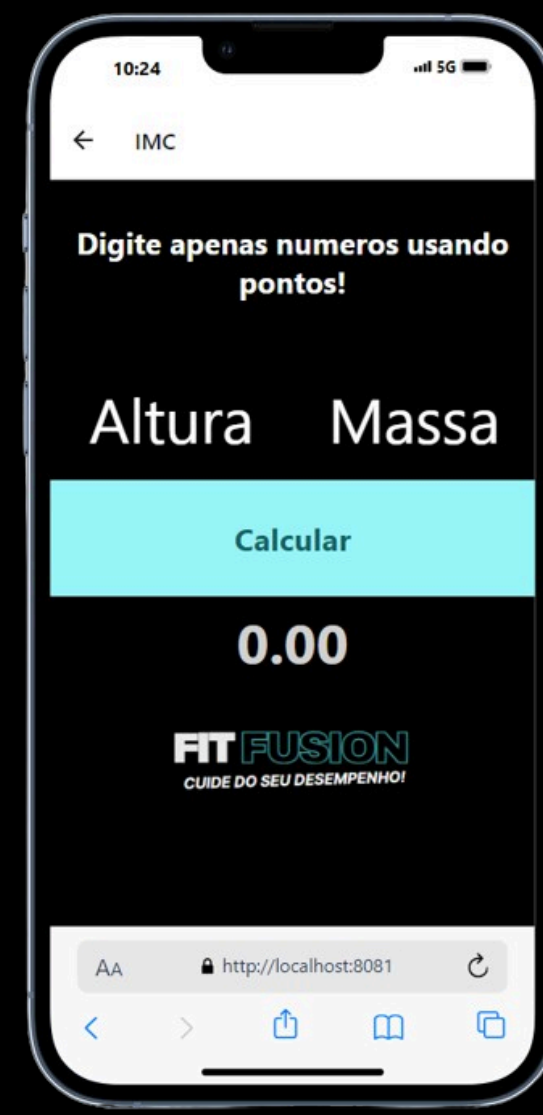 10:24 5G
IMC
Digite apenas numeros usando
pontos!
Altura Massa
Calcular
0.00
FIT FUSION
CUIDE DO SEU DESEMPENHO!
AA http://localhost:8081